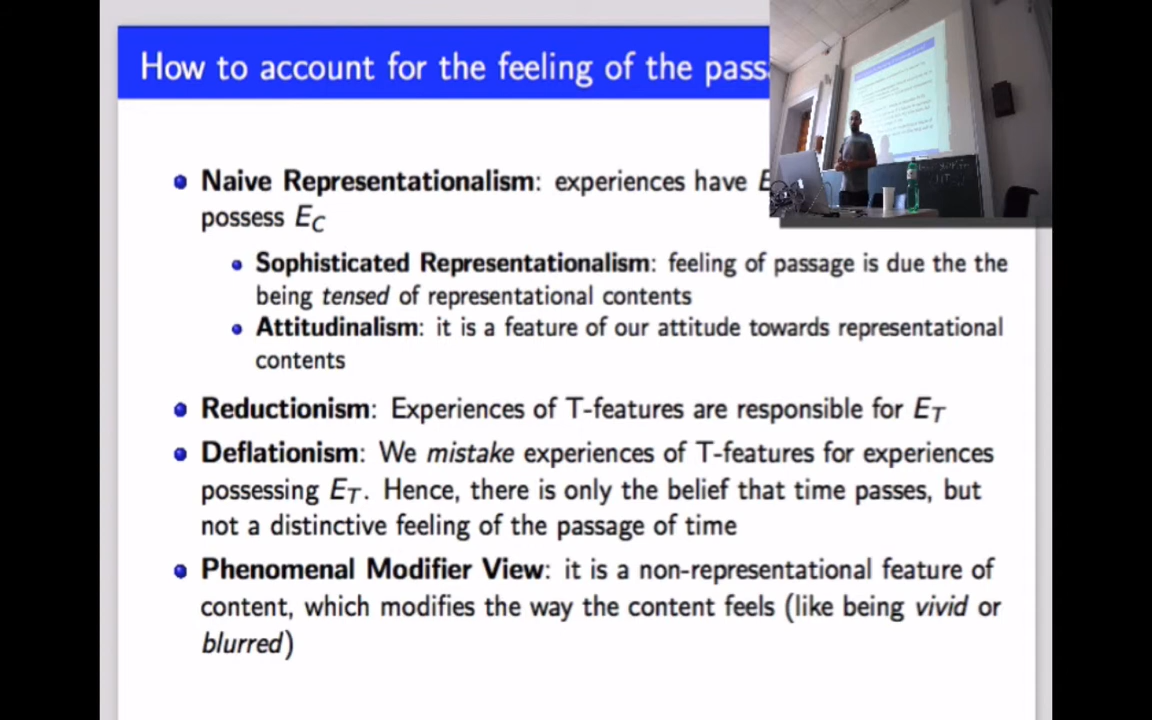 How to account for the feeling of the
Naive Representationalism: experiences have
possess E_C
Sophisticated Representationalism: feeling of passage is due the the
being tensed of representational contents
Attitudinalism: it is a feature of our attitude towards representational
contents
Reductionism: Experiences of T-features are responsible for E_T
Deflationism: We mistake experiences of T-features for experiences
possessing E_T. Hence, there is only the belief that time passes, but
not a distinctive feeling of the passage of time
Phenomenal Modifier View: it is a non-representational feature of
content, which modifies the way the content feels (like being vivid or
blurred)